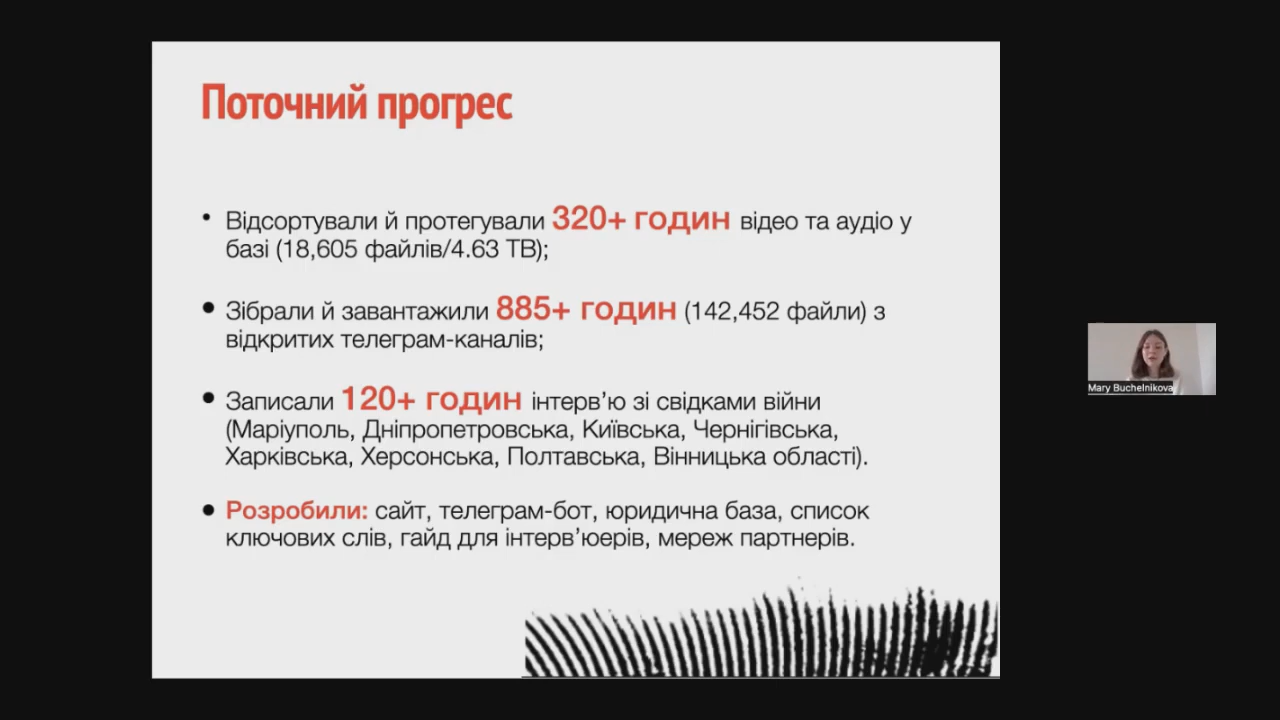 Поточний прогрес
• Відсортували й протегували 320+ годин відео та аудіо у
базі (18,605 файлів/4.63 TB);
• Зібрали й завантажили 885+ годин (142,452 файли) з
відкритих телеграм-каналів;
• Записали 120+ годин інтерв’ю зі свідками війни
(Маріуполь, Дніпропетровська, Київська, Чернігівська,
Харківська, Херсонська, Полтавська, Вінницька області).
• Розробили: сайт, телеграм-бот, юридична база, список
ключових слів, гайд для інтерв’юерів, мереж партнерів.
Mary Buchelnikova